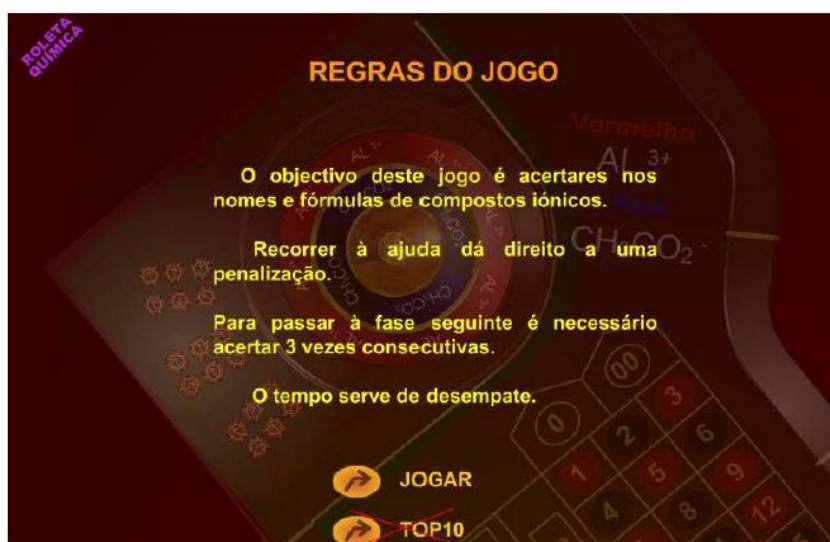 ROLETA
QUÍMICA
REGRAS DO JOGO
Vermelho
AL 3+
O objectivo deste jogo é acertares nos
nomes e fórmulas de compostos iónicos.
Azul
CH3CO2 -
Recorrer à ajuda dá direito a uma
penalização.
Para passar à fase seguinte é necessário
acertar 3 vezes consecutivas.
O tempo serve de desempate.
00
0
3
2
6
1
5
9
8
12
JOGAR
TOP10